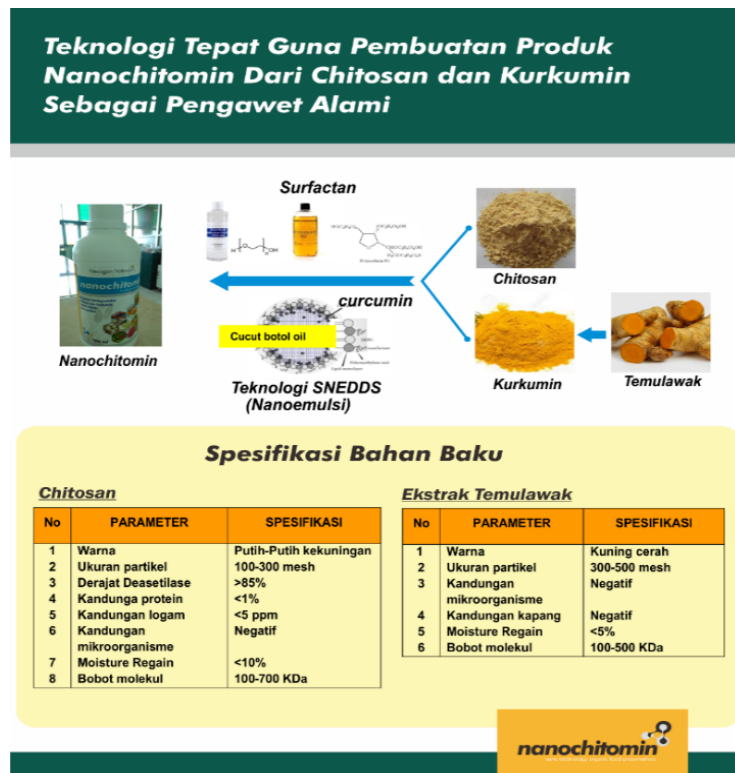 Teknologi Tepat Guna Pembuatan Produk
Nanochitomin Dari Chitosan dan Kurkumin
Sebagai Pengawet Alami
Surfactan
Chitosan
curcumin
Cucut botol oil
nanochitomin
Nanochitomin
Teknologi SNEDDS
(Nanoemulsi)
Kurkumin
Temulawak
Spesifikasi Bahan Baku
Chitosan
No PARAMETER SPESIFIKASI
1 Warna Putih-Putih kekuningan
2 Ukuran partikel 100-300 mesh
3 Derajat Deasetilase >85%
4 Kandunga protein <1%
5 Kandungan logam <5 ppm
6 Kandungan Negatif
mikroorganisme
7 Moisture Regain <10%
8 Bobot molekul 100-700 KDa
Ekstrak Temulawak
No PARAMETER SPESIFIKASI
1 Warna Kuning cerah
2 Ukuran partikel 300-500 mesh
3 Kandungan Negatif
mikroorganisme
4 Kandungan kapang Negatif
5 Moisture Regain <5%
6 Bobot molekul 100-500 KDa
nanochitomin